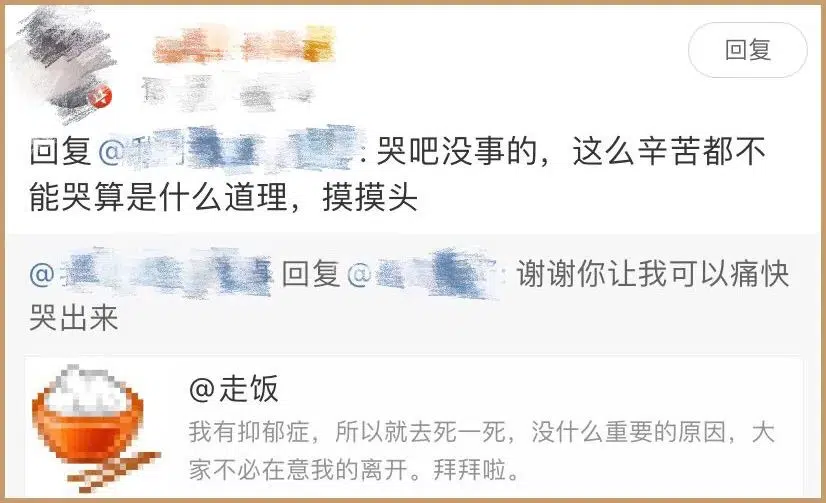 回复
回复@ : 哭吧没事的，这么辛苦都不
能哭算是什么道理，摸摸头
@ 回复@ : 谢谢你让我可以痛快
哭出来
@走饭
我有抑郁症，所以就去死一死，没什么重要的原因，大
家不必在意我的离开。拜拜啦。